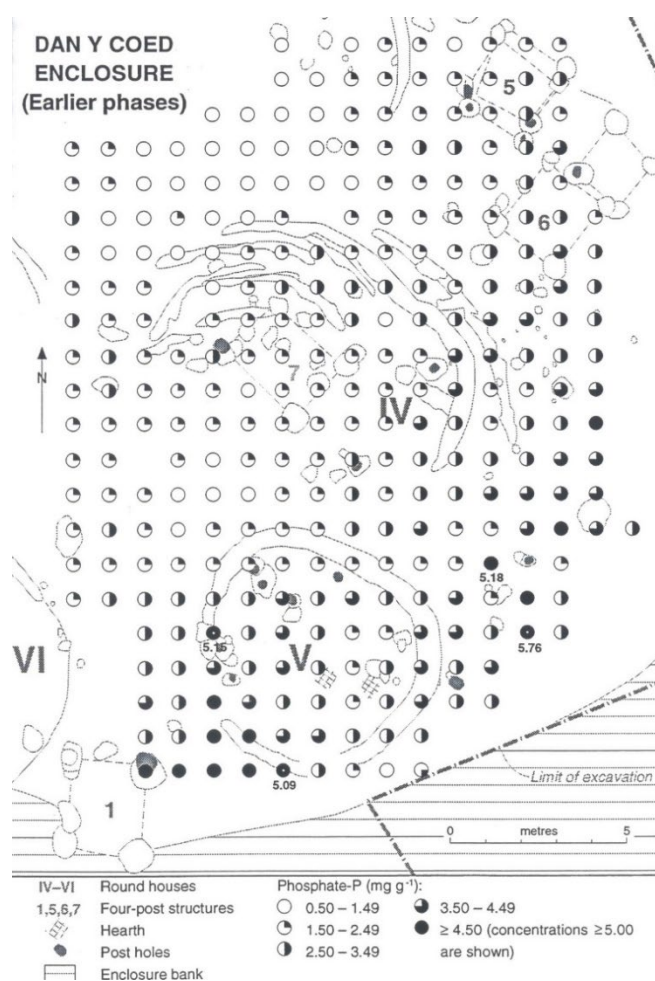 DAN Y COED
ENCLOSURE
(Earlier phases)
5
6
7
N
IV
5.18
5.15
V
5.76
VI
5.09
1
Limit of excavation
0 metres 5
IV–VI Round houses
1,5,6,7 Four-post structures
Hearth
Post holes
Enclosure bank
Phosphate-P (mg g⁻¹):
0.50 – 1.49
1.50 – 2.49
2.50 – 3.49
3.50 – 4.49
≥ 4.50 (concentrations ≥5.00
are shown)